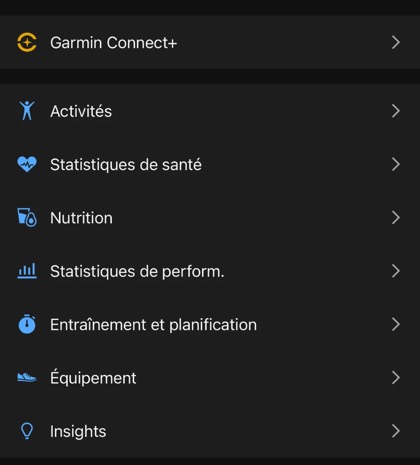 Garmin Connect+
Activités
Statistiques de santé
Nutrition
Statistiques de perform.
Entraînement et planification
Équipement
Insights